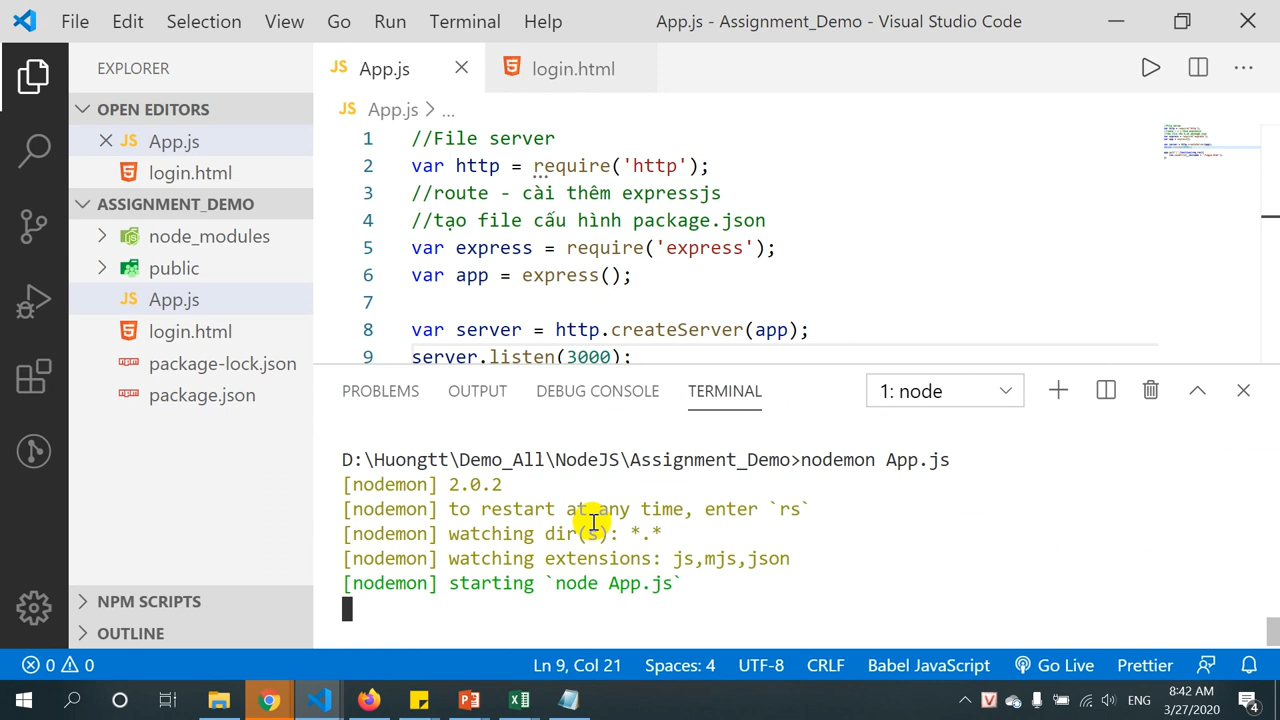 File Edit Selection View Go Run Terminal Help App.js - Assignment_Demo - Visual Studio Code
EXPLORER
OPEN EDITORS
JS App.js
login.html
ASSIGNMENT_DEMO
node_modules
public
JS App.js
login.html
package-lock.json
package.json
NPM SCRIPTS
OUTLINE
JS App.js
login.html
JS App.js > ...
1 //File server
2 var http = require('http');
3 //route - cài thêm expressjs
4 //tạo file cấu hình package.json
5 var express = require('express');
6 var app = express();
7
8 var server = http.createServer(app);
9 server.listen(3000);
PROBLEMS OUTPUT DEBUG CONSOLE TERMINAL 1: node
D:\Huongtt\Demo_All\NodeJS\Assignment_Demo>nodemon App.js
[nodemon] 2.0.2
[nodemon] to restart at any time, enter `rs`
[nodemon] watching dir(s): *.*
[nodemon] watching extensions: js,mjs,json
[nodemon] starting `node App.js`
0 0 Ln 9, Col 21 Spaces: 4 UTF-8 CRLF Babel JavaScript Go Live Prettier
ENG 8:42 AM
3/27/2020 4